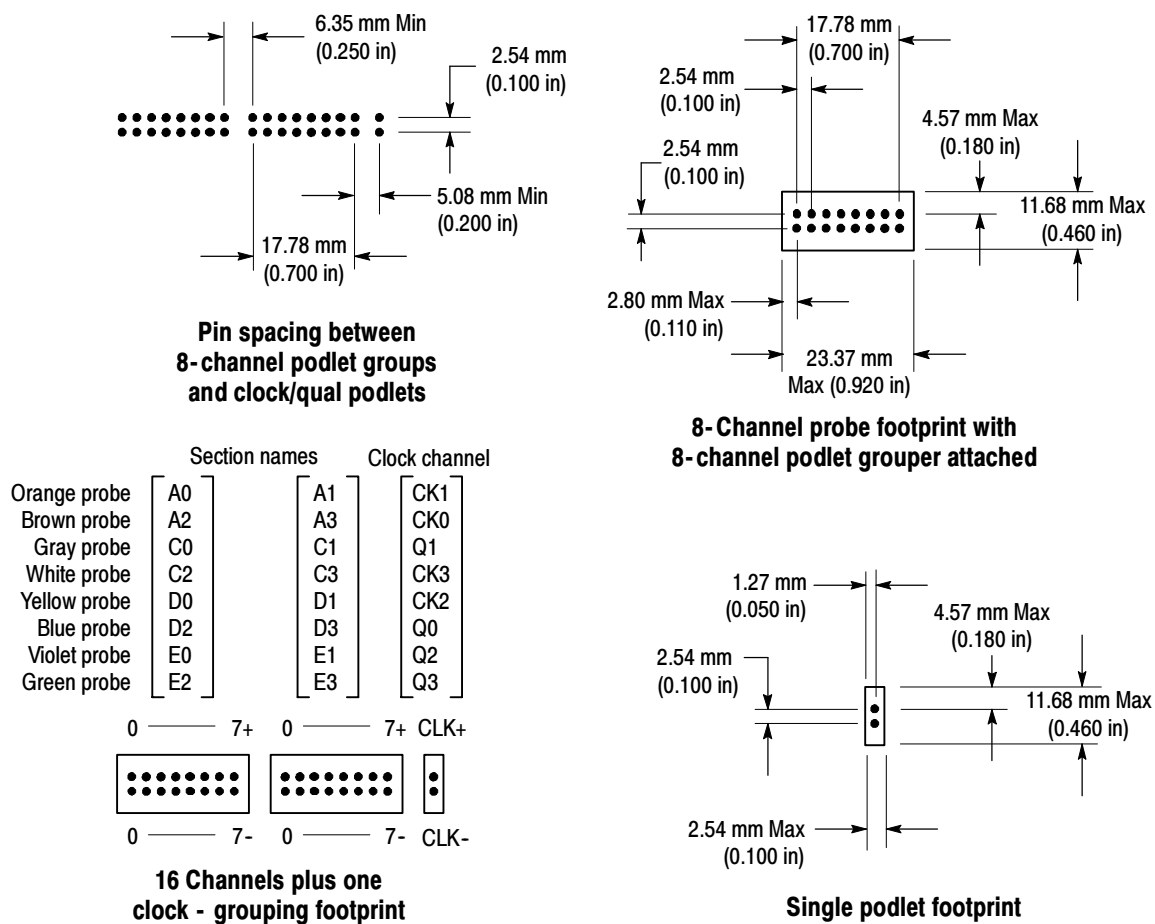 6.35 mm Min
(0.250 in)
2.54 mm
(0.100 in)
5.08 mm Min
(0.200 in)
17.78 mm
(0.700 in)
Pin spacing between
8-channel podlet groups
and clock/qual podlets
17.78 mm
(0.700 in)
2.54 mm
(0.100 in)
4.57 mm Max
(0.180 in)
2.54 mm
(0.100 in)
11.68 mm Max
(0.460 in)
2.80 mm Max
(0.110 in)
23.37 mm
Max (0.920 in)
8-Channel probe footprint with
8-channel podlet grouper attached
Section names Clock channel
Orange probe A0 A1 CK1
Brown probe A2 A3 CK0
Gray probe C0 C1 Q1
White probe C2 C3 CK3
Yellow probe D0 D1 CK2
Blue probe D2 D3 Q0
Violet probe E0 E1 Q2
Green probe E2 E3 Q3
0 7+ 0 7+ CLK+
0 7- 0 7- CLK-
16 Channels plus one
clock - grouping footprint
1.27 mm
(0.050 in)
4.57 mm Max
(0.180 in)
2.54 mm
(0.100 in)
11.68 mm Max
(0.460 in)
2.54 mm Max
(0.100 in)
Single podlet footprint